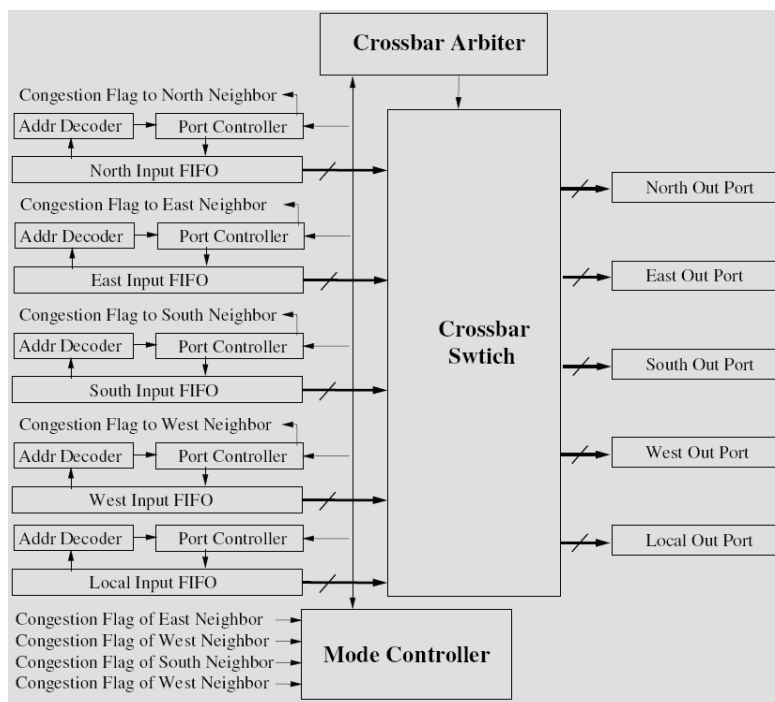 Crossbar Arbiter
Congestion Flag to North Neighbor
Addr Decoder
Port Controller
North Input FIFO
Congestion Flag to East Neighbor
Addr Decoder
Port Controller
East Input FIFO
Congestion Flag to South Neighbor
Addr Decoder
Port Controller
South Input FIFO
Congestion Flag to West Neighbor
Addr Decoder
Port Controller
West Input FIFO
Addr Decoder
Port Controller
Local Input FIFO
Crossbar
Swtich
North Out Port
East Out Port
South Out Port
West Out Port
Local Out Port
Congestion Flag of East Neighbor
Congestion Flag of West Neighbor
Congestion Flag of South Neighbor
Congestion Flag of West Neighbor
Mode Controller